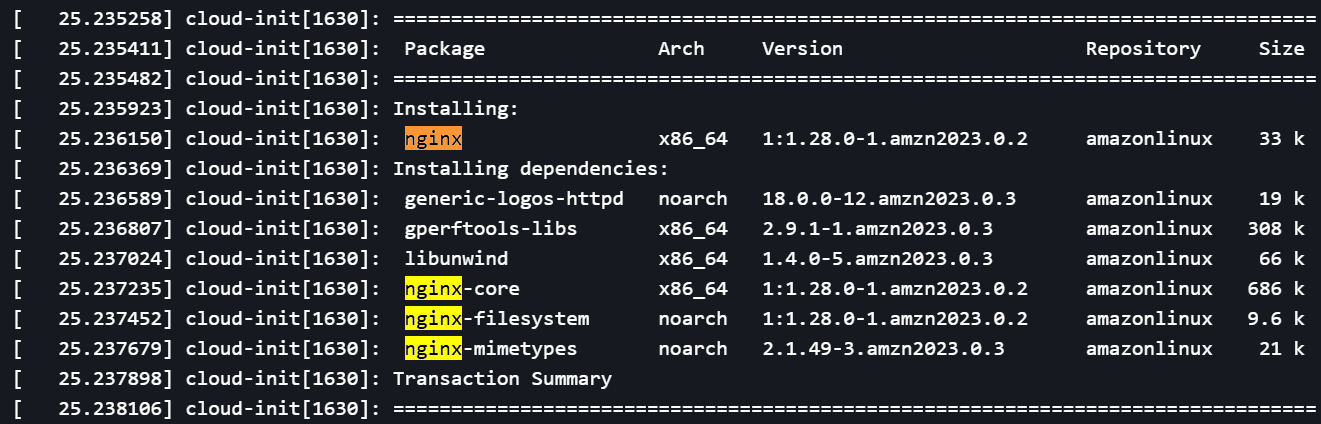 [   25.235258] cloud-init[1630]: ================================================================================
[   25.235411] cloud-init[1630]:  Package              Arch     Version                     Repository     Size
[   25.235482] cloud-init[1630]: ================================================================================
[   25.235923] cloud-init[1630]: Installing:
[   25.236150] cloud-init[1630]:  nginx                 x86_64   1:1.28.0-1.amzn2023.0.2     amazonlinux    33 k
[   25.236369] cloud-init[1630]: Installing dependencies:
[   25.236589] cloud-init[1630]:  generic-logos-httpd   noarch   18.0.0-12.amzn2023.0.3      amazonlinux    19 k
[   25.236807] cloud-init[1630]:  gperftools-libs       x86_64   2.9.1-1.amzn2023.0.3        amazonlinux   308 k
[   25.237024] cloud-init[1630]:  libunwind             x86_64   1.4.0-5.amzn2023.0.3        amazonlinux    66 k
[   25.237235] cloud-init[1630]:  nginx-core            x86_64   1:1.28.0-1.amzn2023.0.2     amazonlinux   686 k
[   25.237452] cloud-init[1630]:  nginx-filesystem      noarch   1:1.28.0-1.amzn2023.0.2     amazonlinux   9.6 k
[   25.237679] cloud-init[1630]:  nginx-mimetypes       noarch   2.1.49-3.amzn2023.0.3       amazonlinux    21 k
[   25.237898] cloud-init[1630]: Transaction Summary
[   25.238106] cloud-init[1630]: ================================================================================